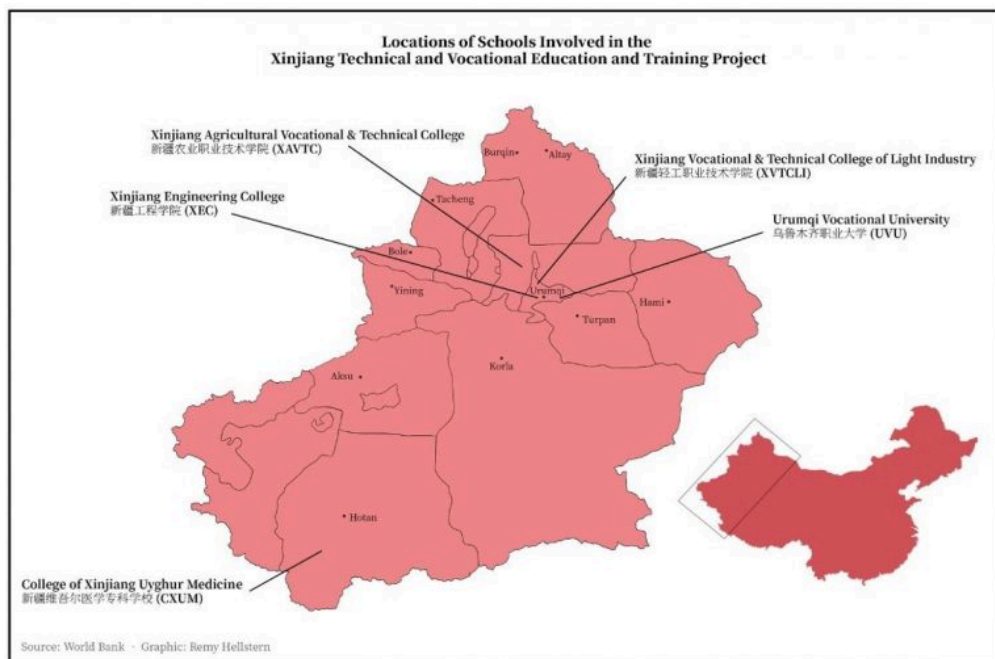 Locations of Schools Involved in the
Xinjiang Technical and Vocational Education and Training Project
Xinjiang Agricultural Vocational & Technical College
新疆农业职业技术学院 (XAVTC)
Xinjiang Engineering College
新疆工程学院 (XEC)
Xinjiang Vocational & Technical College of Light Industry
新疆轻工职业技术学院 (XVTCLI)
Urumqi Vocational University
乌鲁木齐职业大学 (UVU)
Burqin
Altay
Tacheng
Bole
Yining
Urumqi
Hami
Turpan
Korla
Aksu
Hotan
College of Xinjiang Uyghur Medicine
新疆维吾尔医学专科学校 (CXUM)
Source: World Bank · Graphic: Remy Hellstern